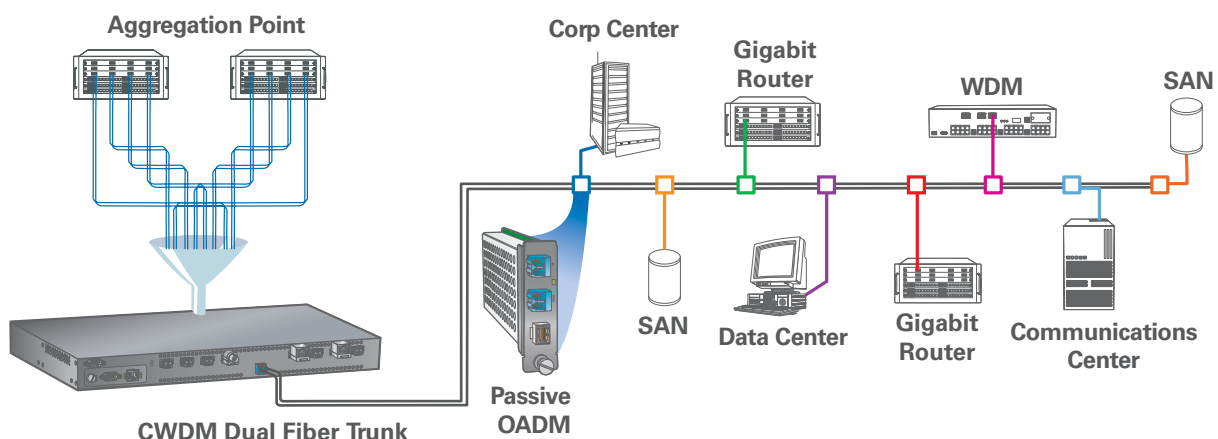 Aggregation Point
Corp Center
Gigabit
Router
WDM
SAN
SAN
Data Center
Gigabit
Router
Communications
Center
Passive
OADM
CWDM Dual Fiber Trunk